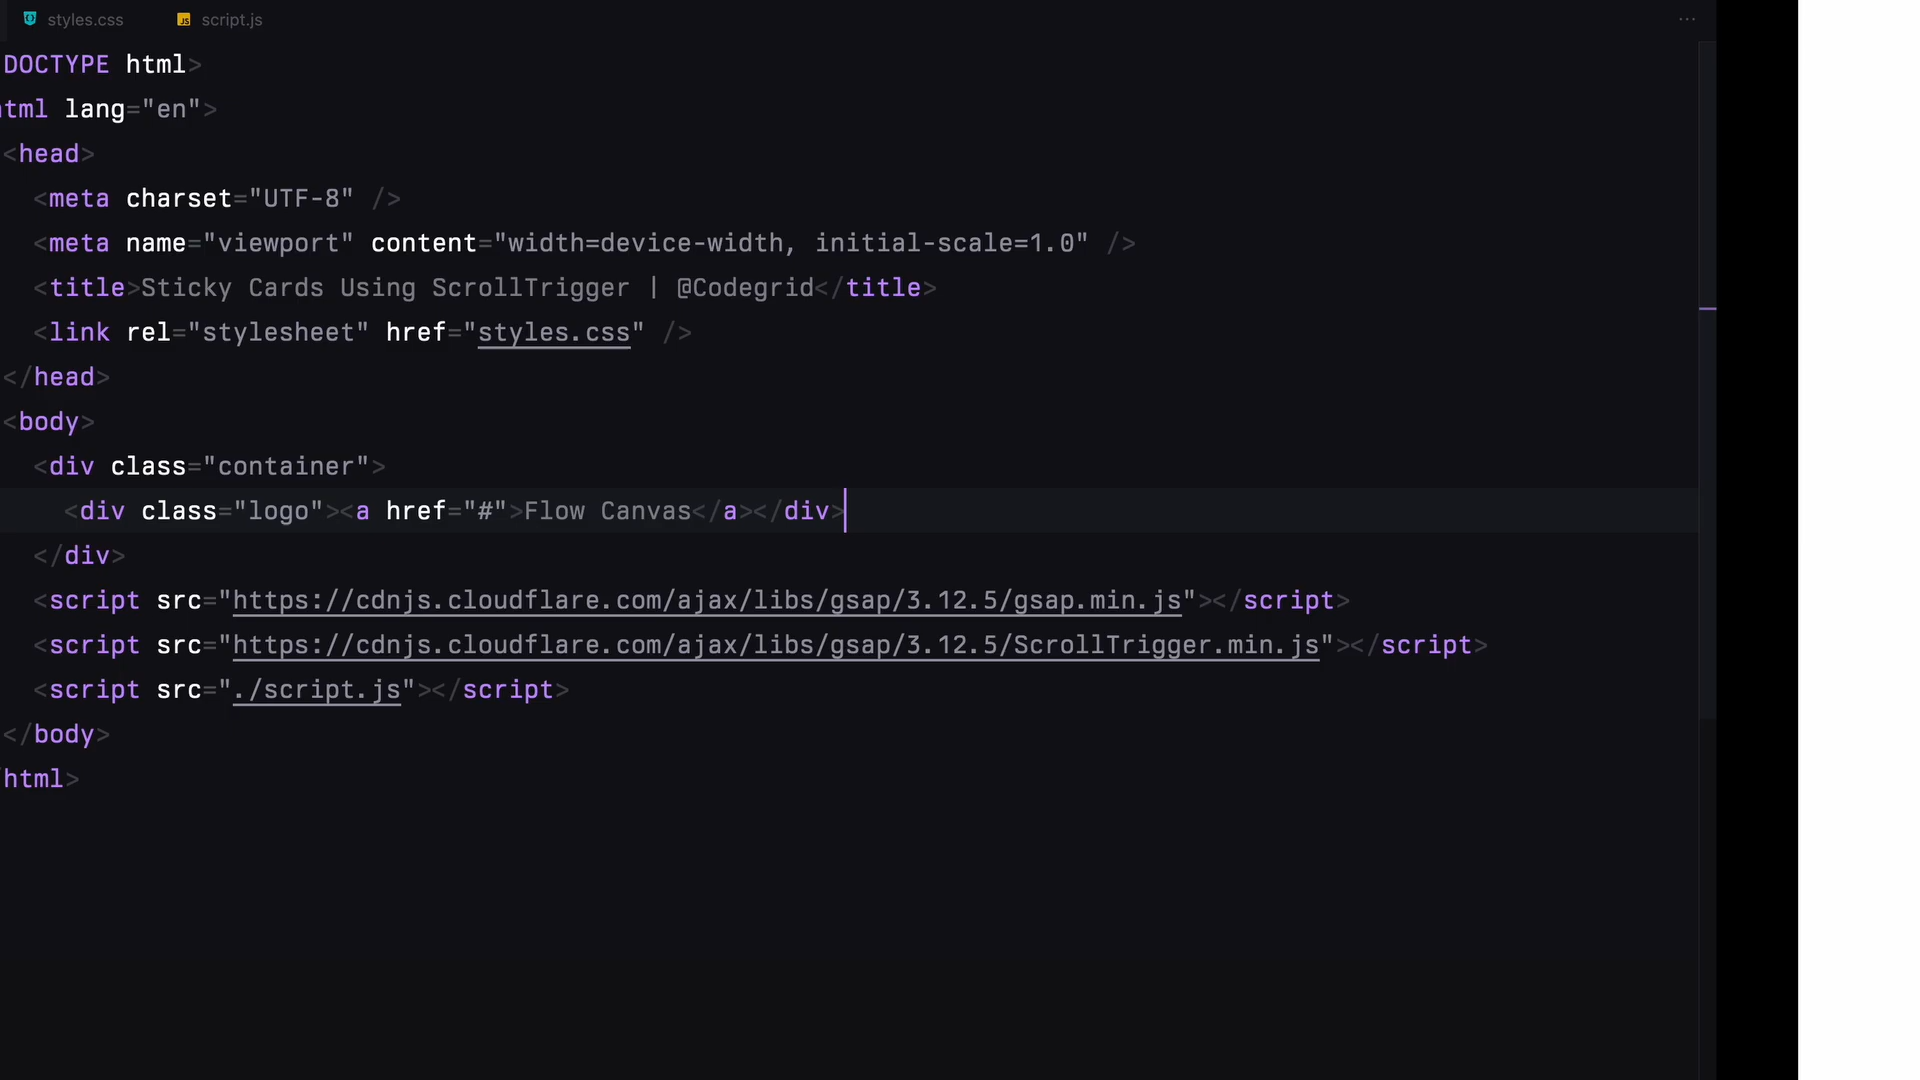 styles.css script.js
DOCTYPE html>
html lang="en">
<head>
<meta charset="UTF-8" />
<meta name="viewport" content="width=device-width, initial-scale=1.0" />
<title>Sticky Cards Using ScrollTrigger | @Codegrid</title>
<link rel="stylesheet" href="styles.css" />
</head>
<body>
<div class="container">
<div class="logo"><a href="#">Flow Canvas</a></div>
</div>
<script src="https://cdnjs.cloudflare.com/ajax/libs/gsap/3.12.5/gsap.min.js"></script>
<script src="https://cdnjs.cloudflare.com/ajax/libs/gsap/3.12.5/ScrollTrigger.min.js"></script>
<script src="./script.js"></script>
</body>
html>